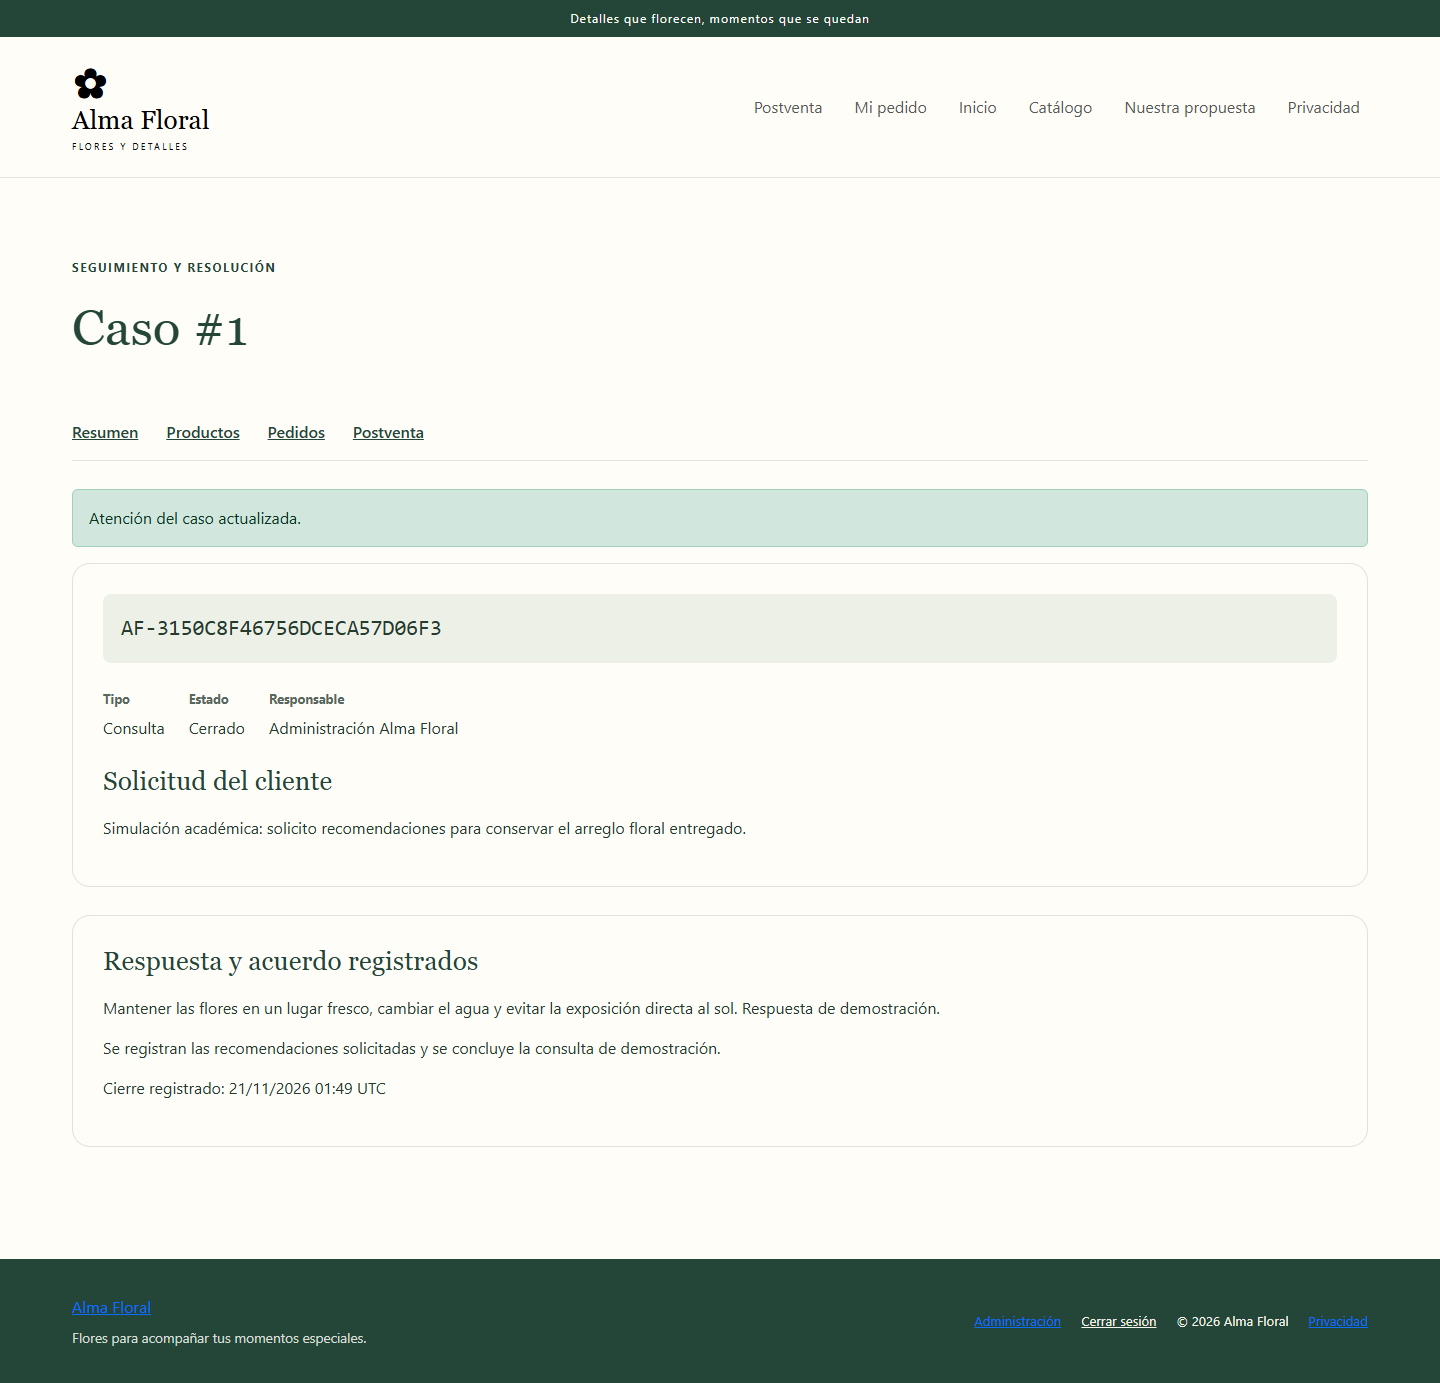 Detalles que florecen, momentos que se quedan
Alma Floral
FLORES Y DETALLES
Postventa Mi pedido Inicio Catálogo Nuestra propuesta Privacidad
SEGUIMIENTO Y RESOLUCIÓN
Caso #1
Resumen Productos Pedidos Postventa
Atención del caso actualizada.
AF-3150C8F46756DCECA57D06F3
Tipo Estado Responsable
Consulta Cerrado Administración Alma Floral
Solicitud del cliente
Simulación académica: solicito recomendaciones para conservar el arreglo floral entregado.
Respuesta y acuerdo registrados
Mantener las flores en un lugar fresco, cambiar el agua y evitar la exposición directa al sol. Respuesta de demostración.
Se registran las recomendaciones solicitadas y se concluye la consulta de demostración.
Cierre registrado: 21/11/2026 01:49 UTC
Alma Floral
Flores para acompañar tus momentos especiales.
Administración Cerrar sesión © 2026 Alma Floral Privacidad